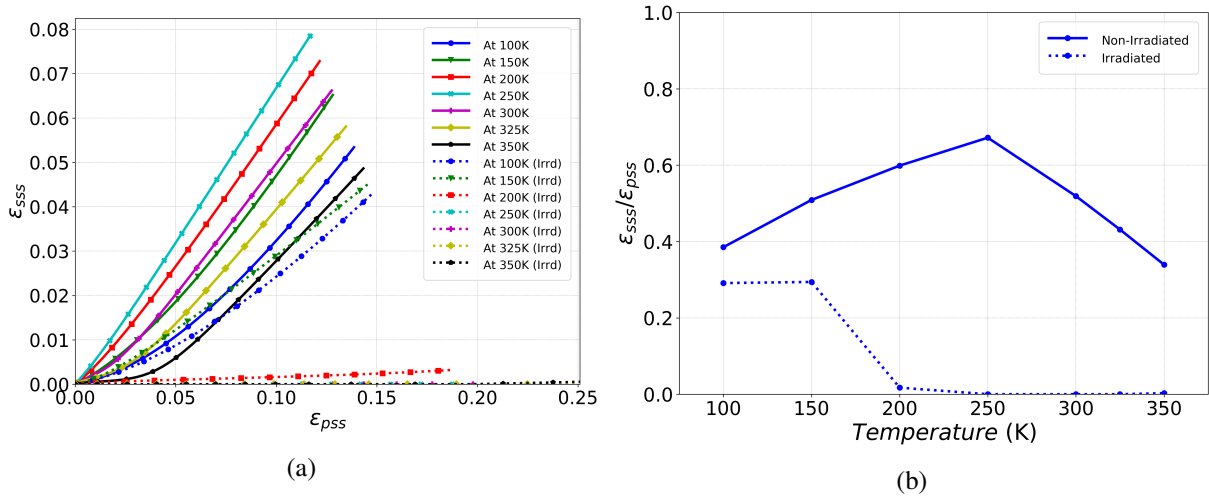 0.08
0.07
0.06
0.05
0.04
0.03
0.02
0.01
0.00
0.00 0.05 0.10 0.15 0.20 0.25
ε_sss
ε_pss
At 100K
At 150K
At 200K
At 250K
At 300K
At 325K
At 350K
At 100K (Irrd)
At 150K (Irrd)
At 200K (Irrd)
At 250K (Irrd)
At 300K (Irrd)
At 325K (Irrd)
At 350K (Irrd)
(a)
1.0
0.8
0.6
0.4
0.2
0.0
100 150 200 250 300 350
ε_sss/ε_pss
Temperature (K)
Non-Irradiated
Irradiated
(b)